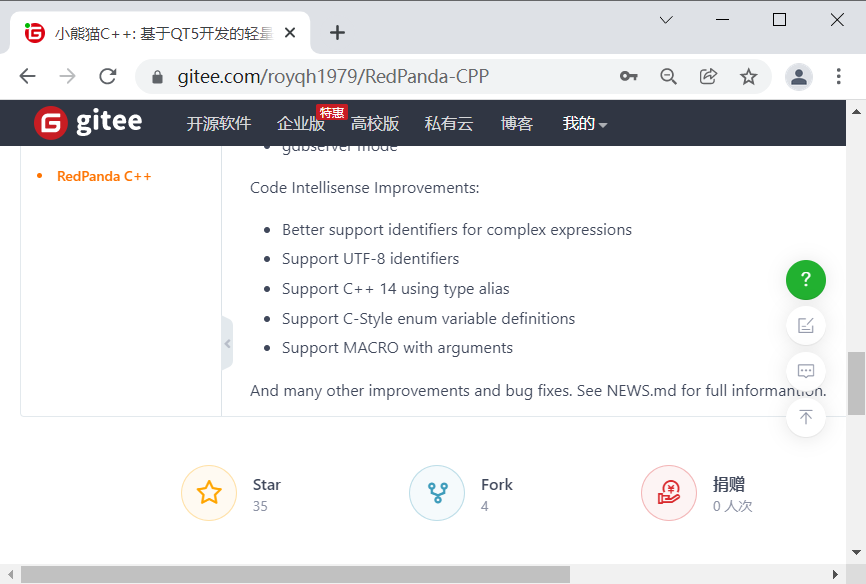 小熊猫C++: 基于QT5开发的轻量
gitee.com/royqh1979/RedPanda-CPP
gitee 开源软件 企业版 特惠 高校版 私有云 博客 我的
gdbserver mode
RedPanda C++
Code Intellisense Improvements:
Better support identifiers for complex expressions
Support UTF-8 identifiers
Support C++ 14 using type alias
Support C-Style enum variable definitions
Support MACRO with arguments
And many other improvements and bug fixes. See NEWS.md for full informantion.
Star
35
Fork
4
捐赠
0 人次